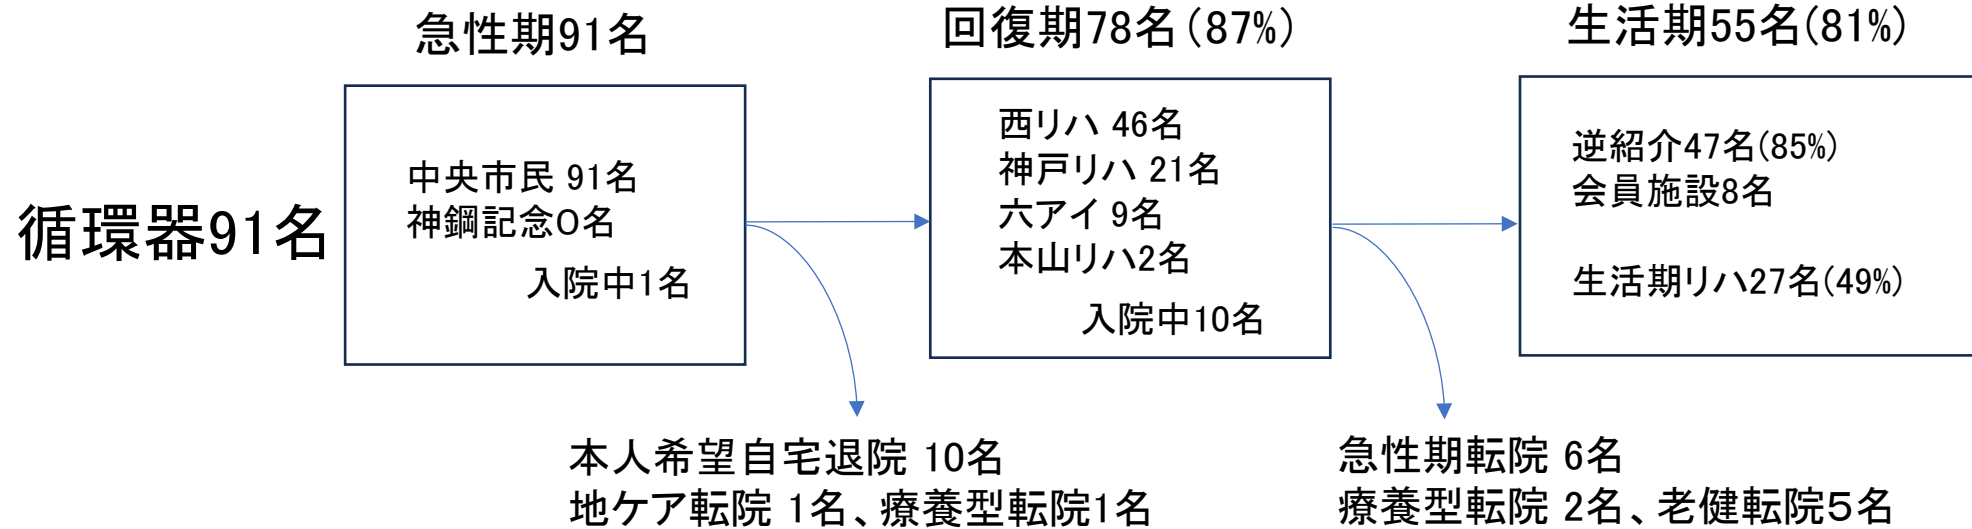 循環器91名
急性期91名
中央市民 91名
神鋼記念0名
入院中1名
本人希望自宅退院 10名
地ケア転院 1名、療養型転院1名
回復期78名(87%)
西リハ 46名
神戸リハ 21名
六アイ 9名
本山リハ2名
入院中10名
急性期転院 6名
療養型転院 2名、老健転院5名
生活期55名(81%)
逆紹介47名(85%)
会員施設8名
生活期リハ27名(49%)